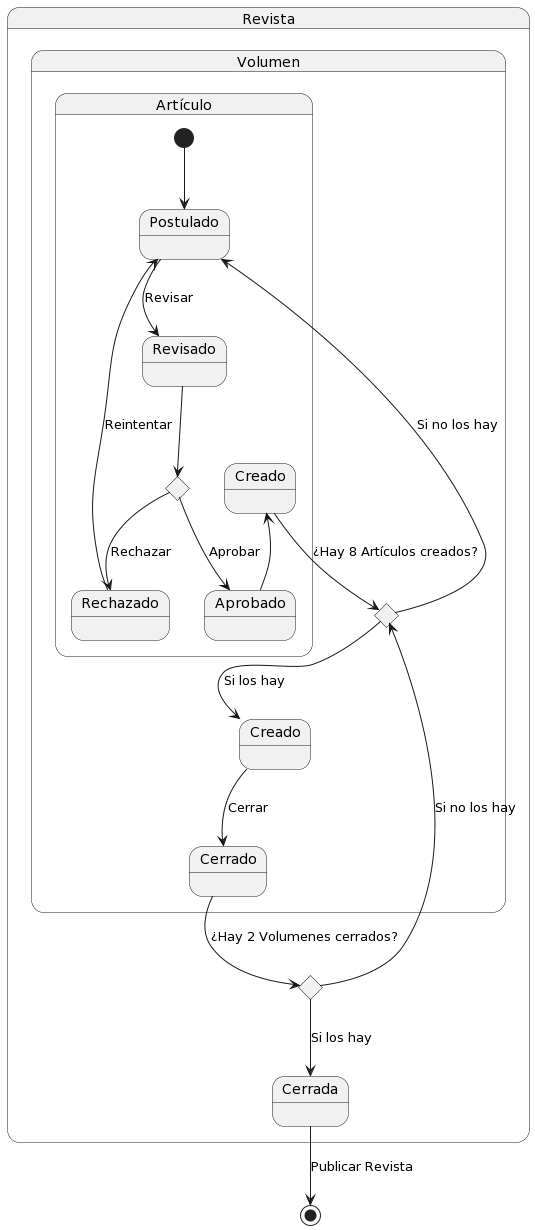 Revista
Volumen
Artículo
Postulado
Revisar
Revisado
Reintentar
Si no los hay
Creado
Rechazar
Aprobar
¿Hay 8 Artículos creados?
Rechazado
Aprobado
Si los hay
Creado
Cerrar
Si no los hay
Cerrado
¿Hay 2 Volumenes cerrados?
Si los hay
Cerrada
Publicar Revista